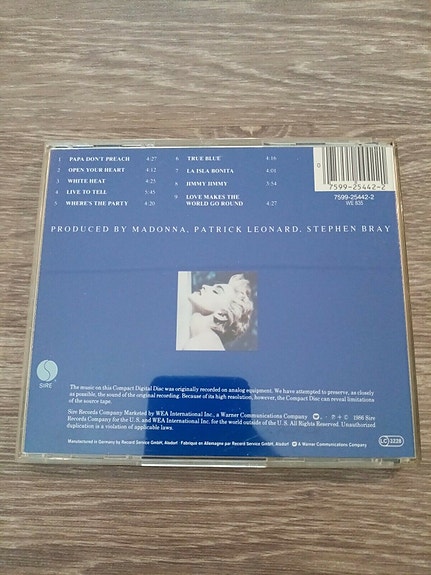 1 PAPA DON'T PREACH 4:27
2 OPEN YOUR HEART 4:12
3 WHITE HEAT 4:25
4 LIVE TO TELL 5:45
5 WHERE'S THE PARTY 4:20
6 TRUE BLUE 4:16
7 LA ISLA BONITA 4:01
8 JIMMY JIMMY 3:54
9 LOVE MAKES THE
WORLD GO ROUND 4:27
0
7599-25442-2
7599-25442-2
WE 835
PRODUCED BY MADONNA, PATRICK LEONARD, STEPHEN BRAY
SIRE
The music on this Compact Digital Disc was originally recorded on analog equipment. We have attempted to preserve, as closely
as possible, the sound of the original recording. Because of its high resolution, however, the Compact Disc can reveal limitations
of the source tape.
Sire Records Company Marketed by WEA International Inc., a Warner Communications Company . ℗ + © 1986 Sire
Records Company for the U.S. and WEA International Inc. for the world outside of the U.S. All Rights Reserved. Unauthorized
duplication is a violation of applicable laws.
Manufactured in Germany by Record Service GmbH, Alsdorf · Fabriqué en Allemagne par Record Service GmbH, Alsdorf A Warner Communications Company
LC 2228